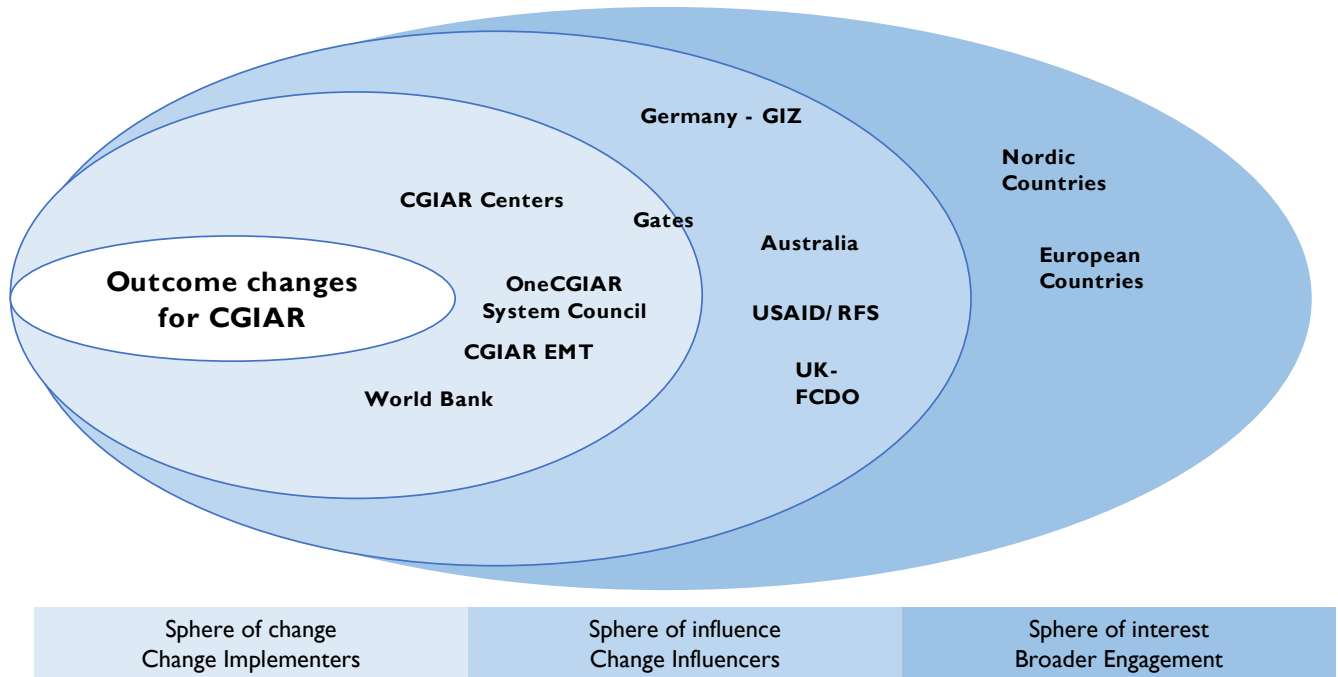 Germany - GIZ
Nordic
Countries
CGIAR Centers
Gates
Australia
European
Countries
Outcome changes
for CGIAR
OneCGIAR
System Council
USAID/ RFS
CGIAR EMT
UK-
FCDO
World Bank
Sphere of change
Change Implementers
Sphere of influence
Change Influencers
Sphere of interest
Broader Engagement